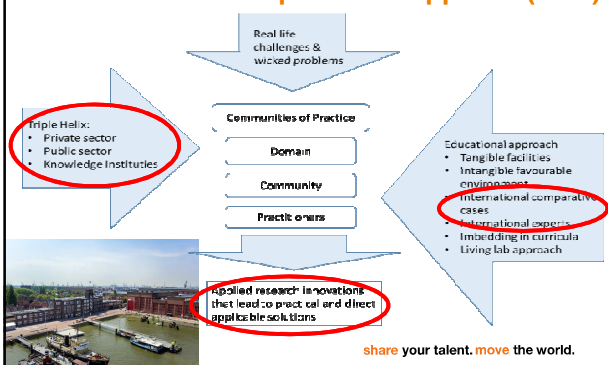 Real life
challenges &
wicked problems
Communities of Practice
Domain
Community
Practitioners
Triple Helix:
• Private sector
• Public sector
• Knowledge Instituties
Educational approach
• Tangible facilities
• Intangible favourable
environment
• International comparative
cases
• International experts
• Imbedding in curricula
• Living lab approach
Applied research innovations
that lead to practical and direct
applicable solutions
share your talent. move the world.